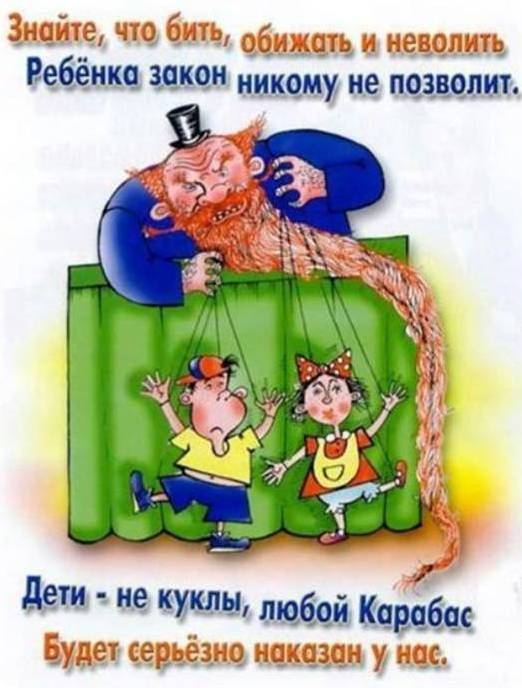 Знайте, что бить, обижать и неволить
Ребёнка закон никому не позволит.
Дети - не куклы, любой Карабас
Будет серьёзно наказан у нас.